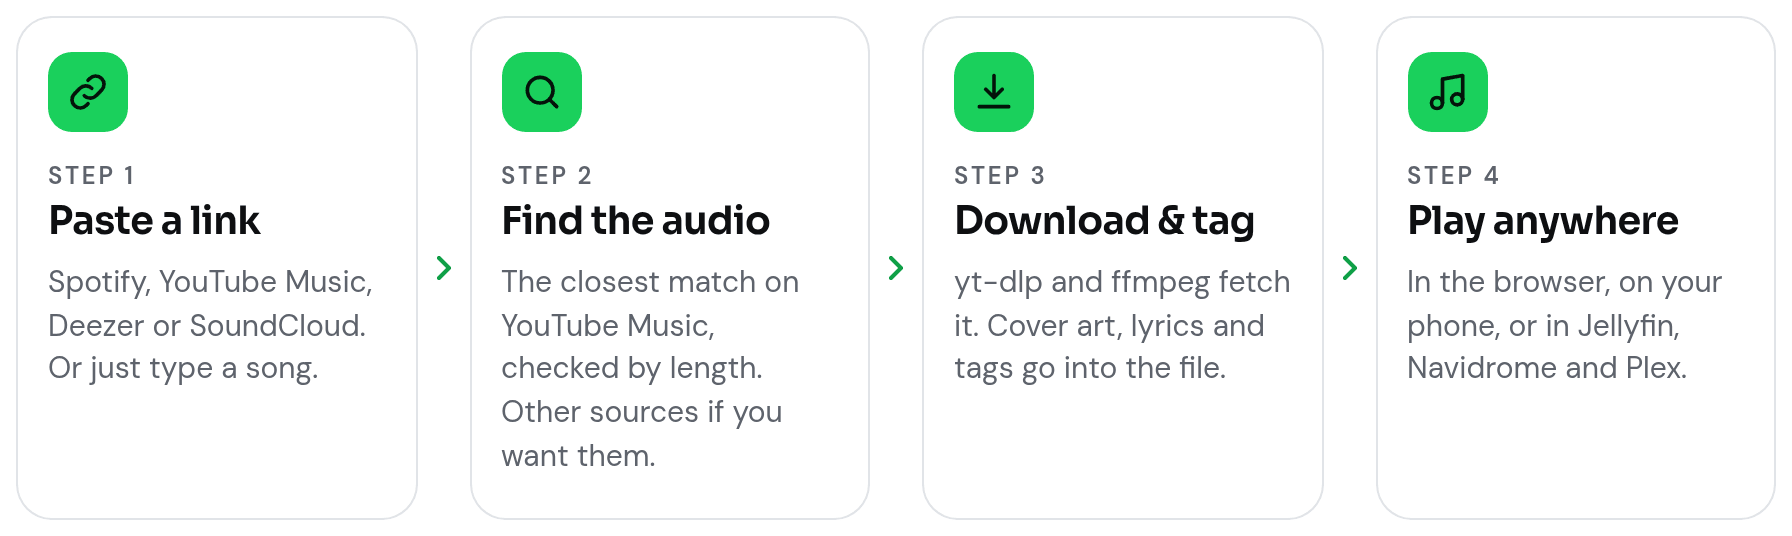 STEP 1
Paste a link
Spotify, YouTube Music,
Deezer or SoundCloud.
Or just type a song.
STEP 2
Find the audio
The closest match on
YouTube Music,
checked by length.
Other sources if you
want them.
STEP 3
Download & tag
yt-dlp and ffmpeg fetch
it. Cover art, lyrics and
tags go into the file.
STEP 4
Play anywhere
In the browser, on your
phone, or in Jellyfin,
Navidrome and Plex.